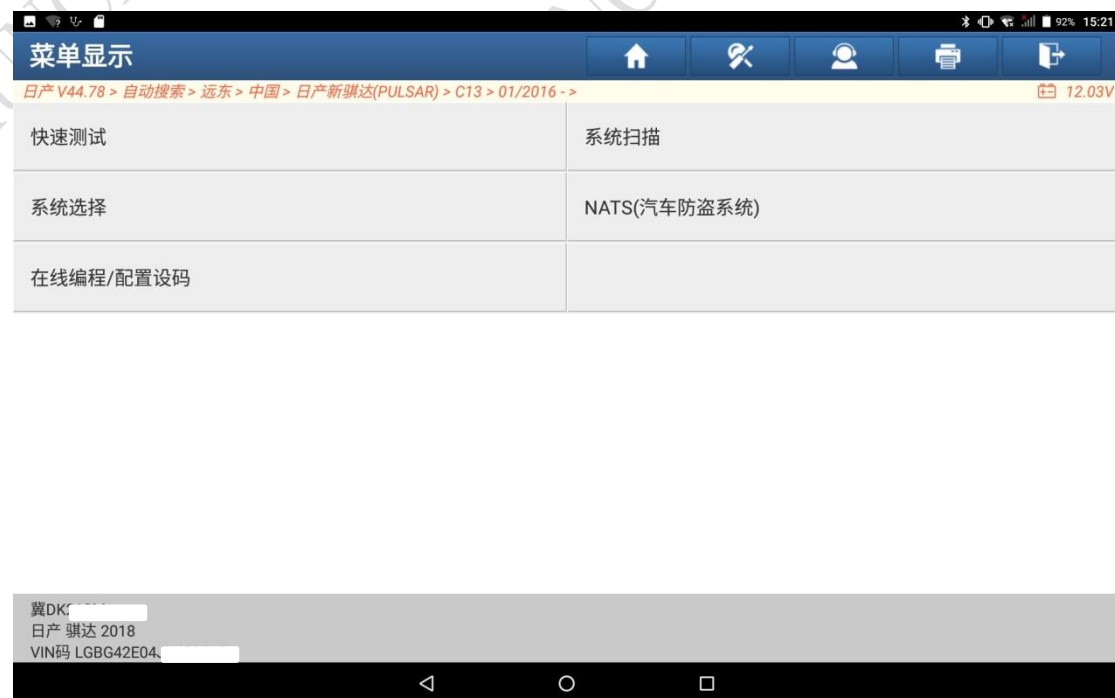 92% 15:21
菜单显示
日产 V44.78 > 自动搜索 > 远东 > 中国 > 日产新骐达(PULSAR) > C13 > 01/2016 - >
12.03V
快速测试
系统扫描
系统选择
NATS(汽车防盗系统)
在线编程/配置设码
冀DK
日产 骐达 2018
VIN码 LGBG42E04